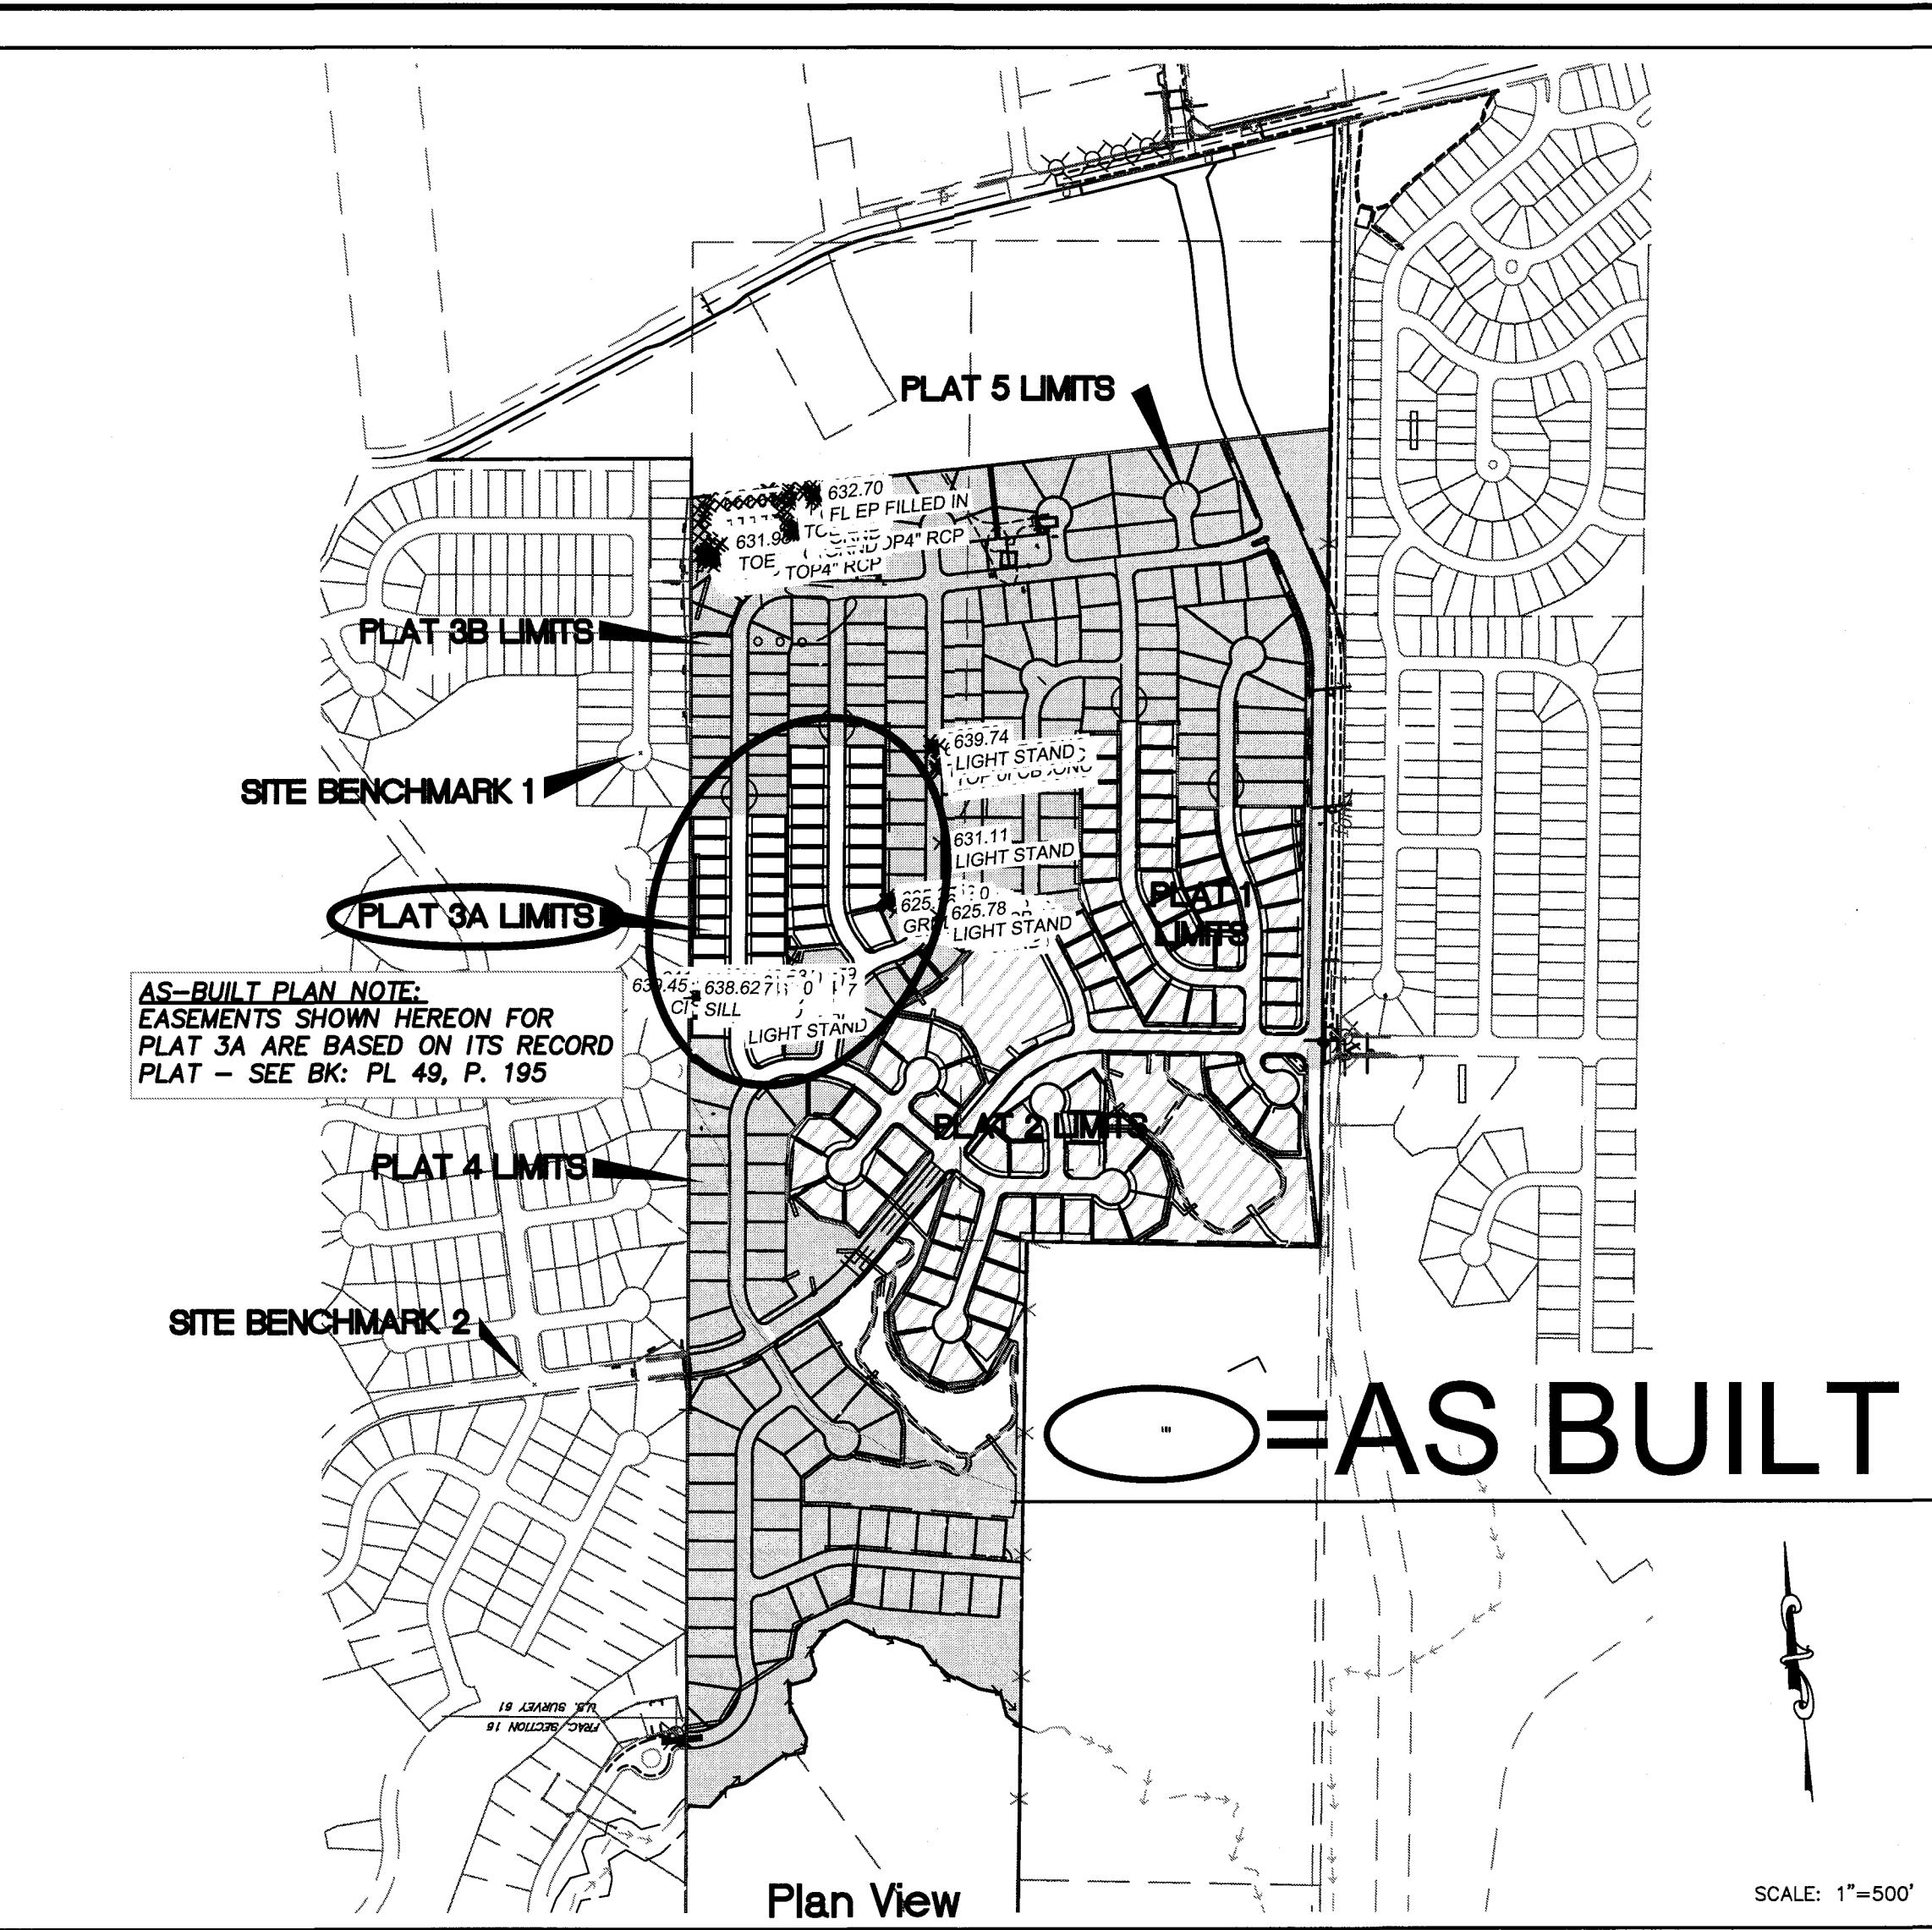 PLAT 5 LIMITS
632.70
FL EP FILLED IN
631.9
TOE
TOP4" RCP
OP4" RCP
PLAT 3B LIMITS
639.74
LIGHT STAND
SITE BENCHMARK 1
631.11
LIGHT STAND
PLAT 1
LIMITS
625.78
LIGHT STAND
PLAT 3A LIMITS
638.62
SILL
LIGHT STAND
AS-BUILT PLAN NOTE:
EASEMENTS SHOWN HEREON FOR
PLAT 3A ARE BASED ON ITS RECORD
PLAT - SEE BK: PL 49, P. 195
PLAT 2 LIMITS
PLAT 4 LIMITS
SITE BENCHMARK 2
=AS BUILT
U.S. SURVEY 61
FRAC. SECTION 16
Plan View
SCALE: 1"=500'